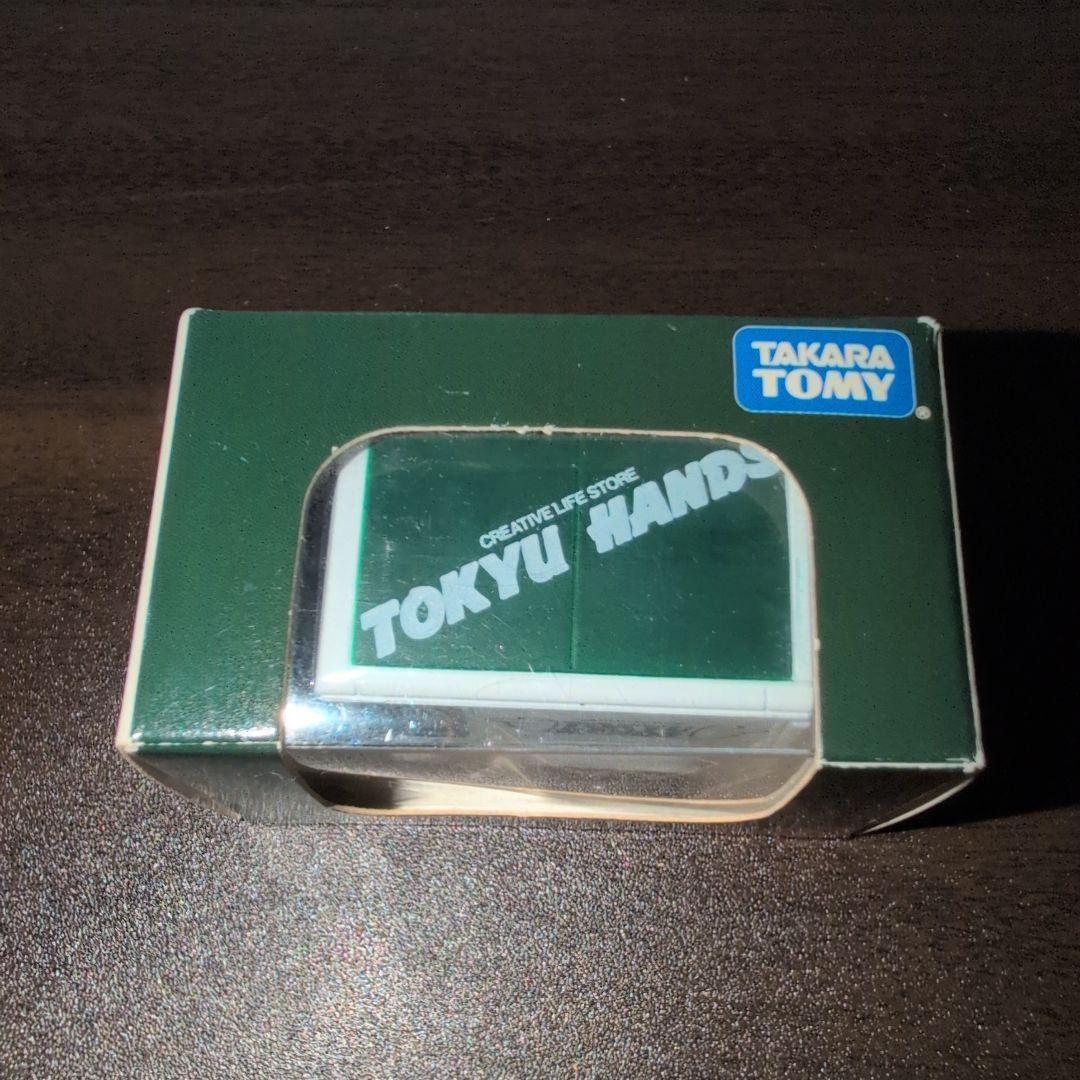 TAKARA
TOMY
®
CREATIVE LIFE STORE
TOKYU HANDS